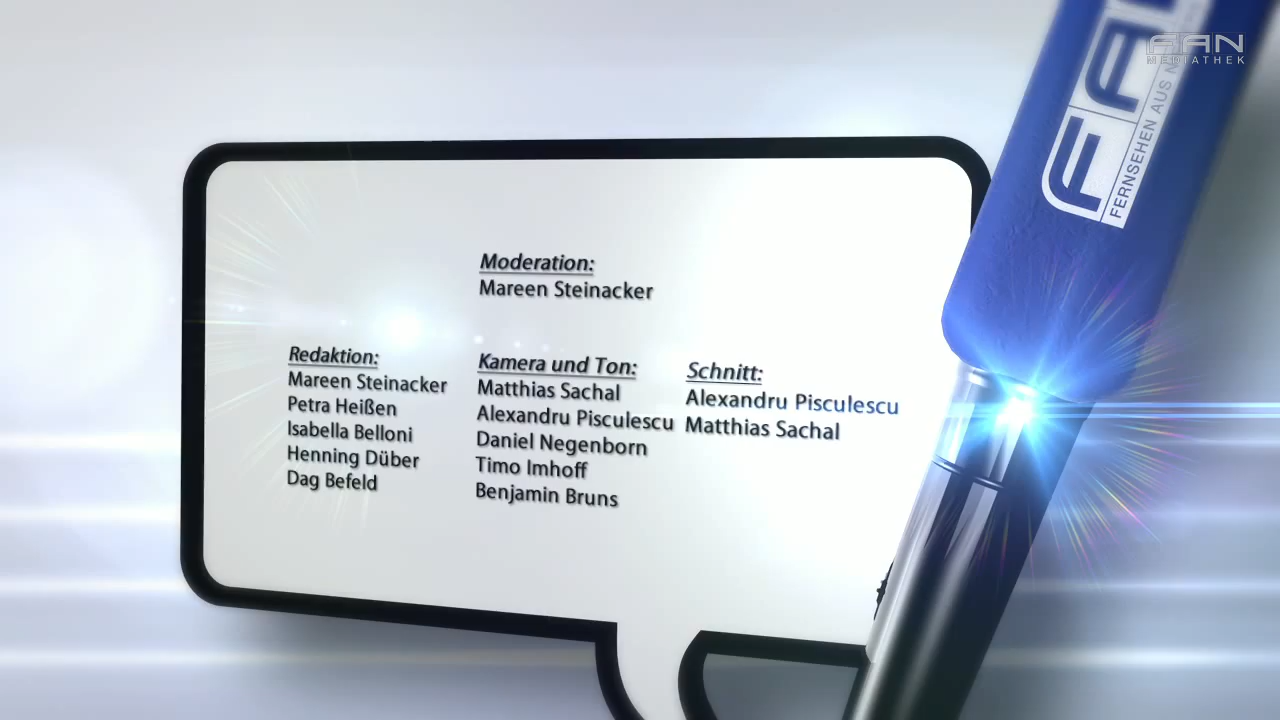 FAN
MEDIATHEK
FAN
FERNSEHEN AUS
Moderation:
Mareen Steinacker
Redaktion:
Mareen Steinacker
Petra Heißen
Isabella Belloni
Henning Düber
Dag Befeld
Kamera und Ton:
Matthias Sachal
Alexandru Pisculescu
Daniel Negenborn
Timo Imhoff
Benjamin Bruns
Schnitt:
Alexandru Pisculescu
Matthias Sachal